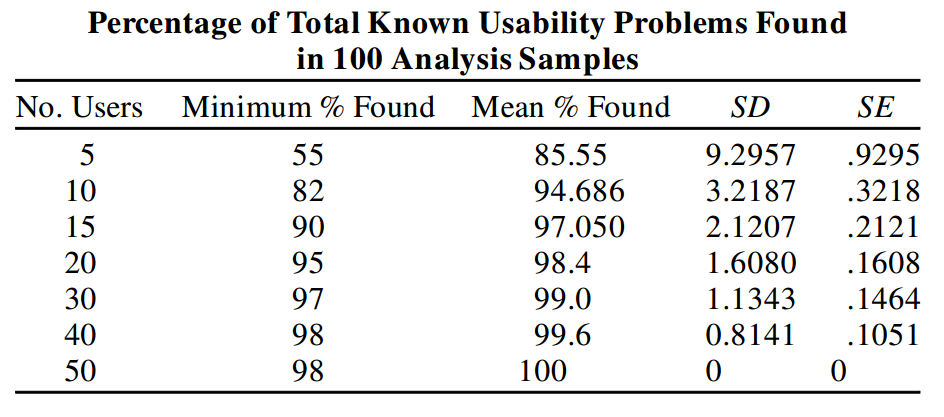 Percentage of Total Known Usability Problems Found
in 100 Analysis Samples
No. Users Minimum % Found Mean % Found SD SE
5 55 85.55 9.2957 .9295
10 82 94.686 3.2187 .3218
15 90 97.050 2.1207 .2121
20 95 98.4 1.6080 .1608
30 97 99.0 1.1343 .1464
40 98 99.6 0.8141 .1051
50 98 100 0 0